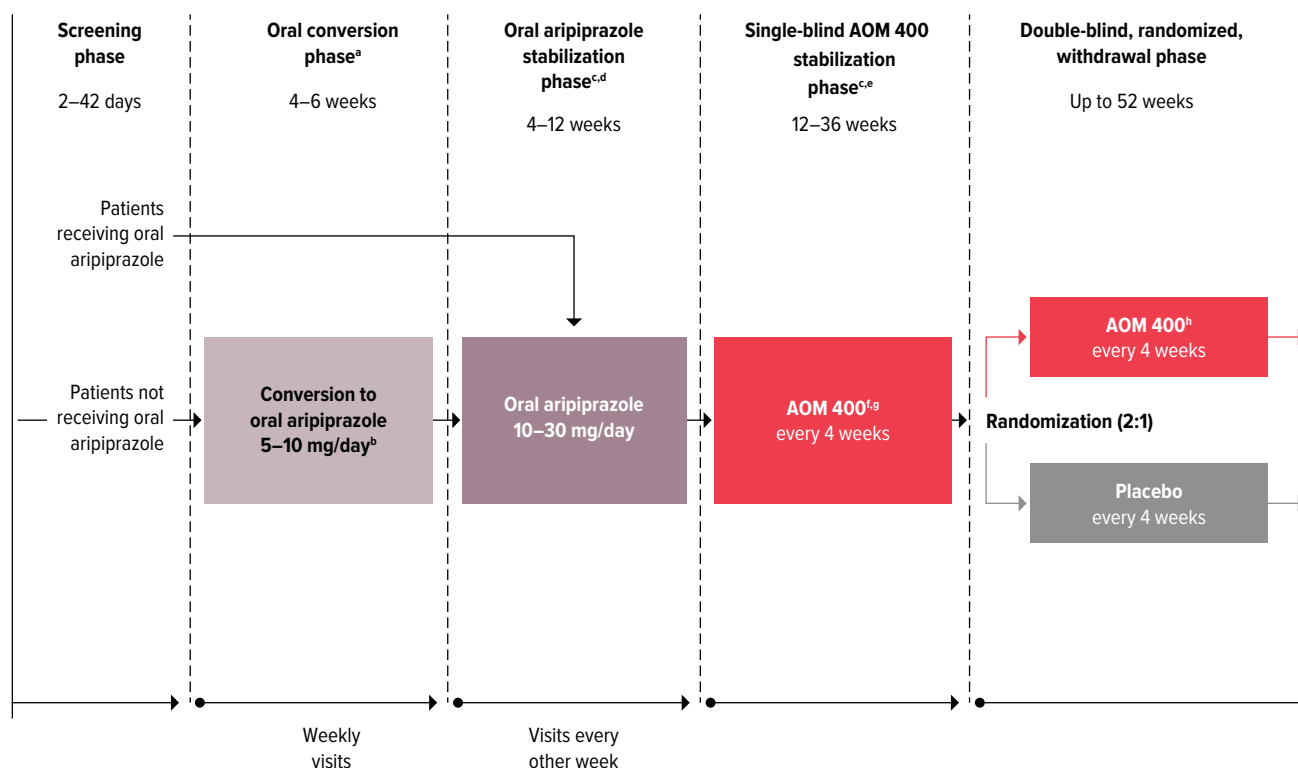 Screening
phase
2–42 days
Oral conversion
phaseᵃ
4–6 weeks
Oral aripiprazole
stabilization
phaseᶜ,ᵈ
4–12 weeks
Single-blind AOM 400
stabilization
phaseᶜ,ᵉ
12–36 weeks
Double-blind, randomized,
withdrawal phase
Up to 52 weeks
Patients
receiving oral
aripiprazole
Patients not
receiving oral
aripiprazole
Conversion to
oral aripiprazole
5–10 mg/dayᵇ
Oral aripiprazole
10–30 mg/day
AOM 400ᶠ,ᵍ
every 4 weeks
Randomization (2:1)
AOM 400ʰ
every 4 weeks
Placebo
every 4 weeks
Weekly
visits
Visits every
other week